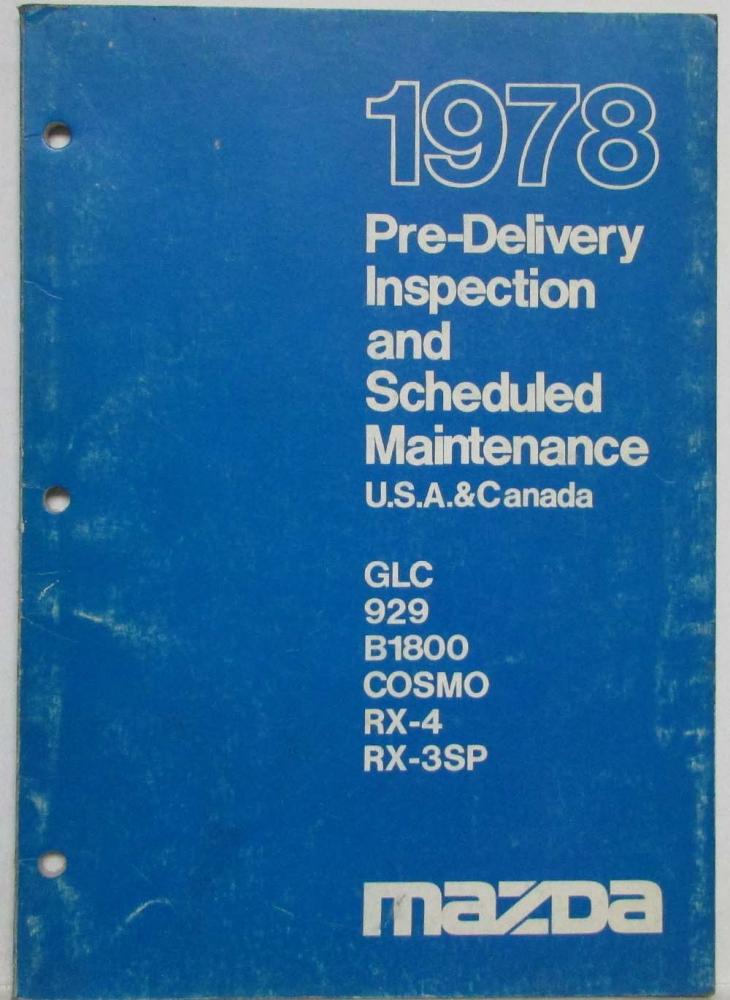 1978
Pre-Delivery
Inspection
and
Scheduled
Maintenance
U.S.A.&Canada
GLC
929
B1800
COSMO
RX-4
RX-3SP
mazDa